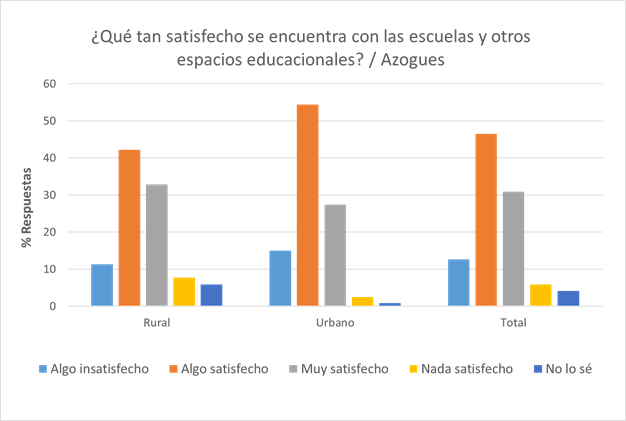 ¿Qué tan satisfecho se encuentra con las escuelas y otros
espacios educacionales? / Azogues
60
50
40
30
20
10
0
% Respuestas
Rural Urbano Total
Algo insatisfecho Algo satisfecho Muy satisfecho Nada satisfecho No lo sé